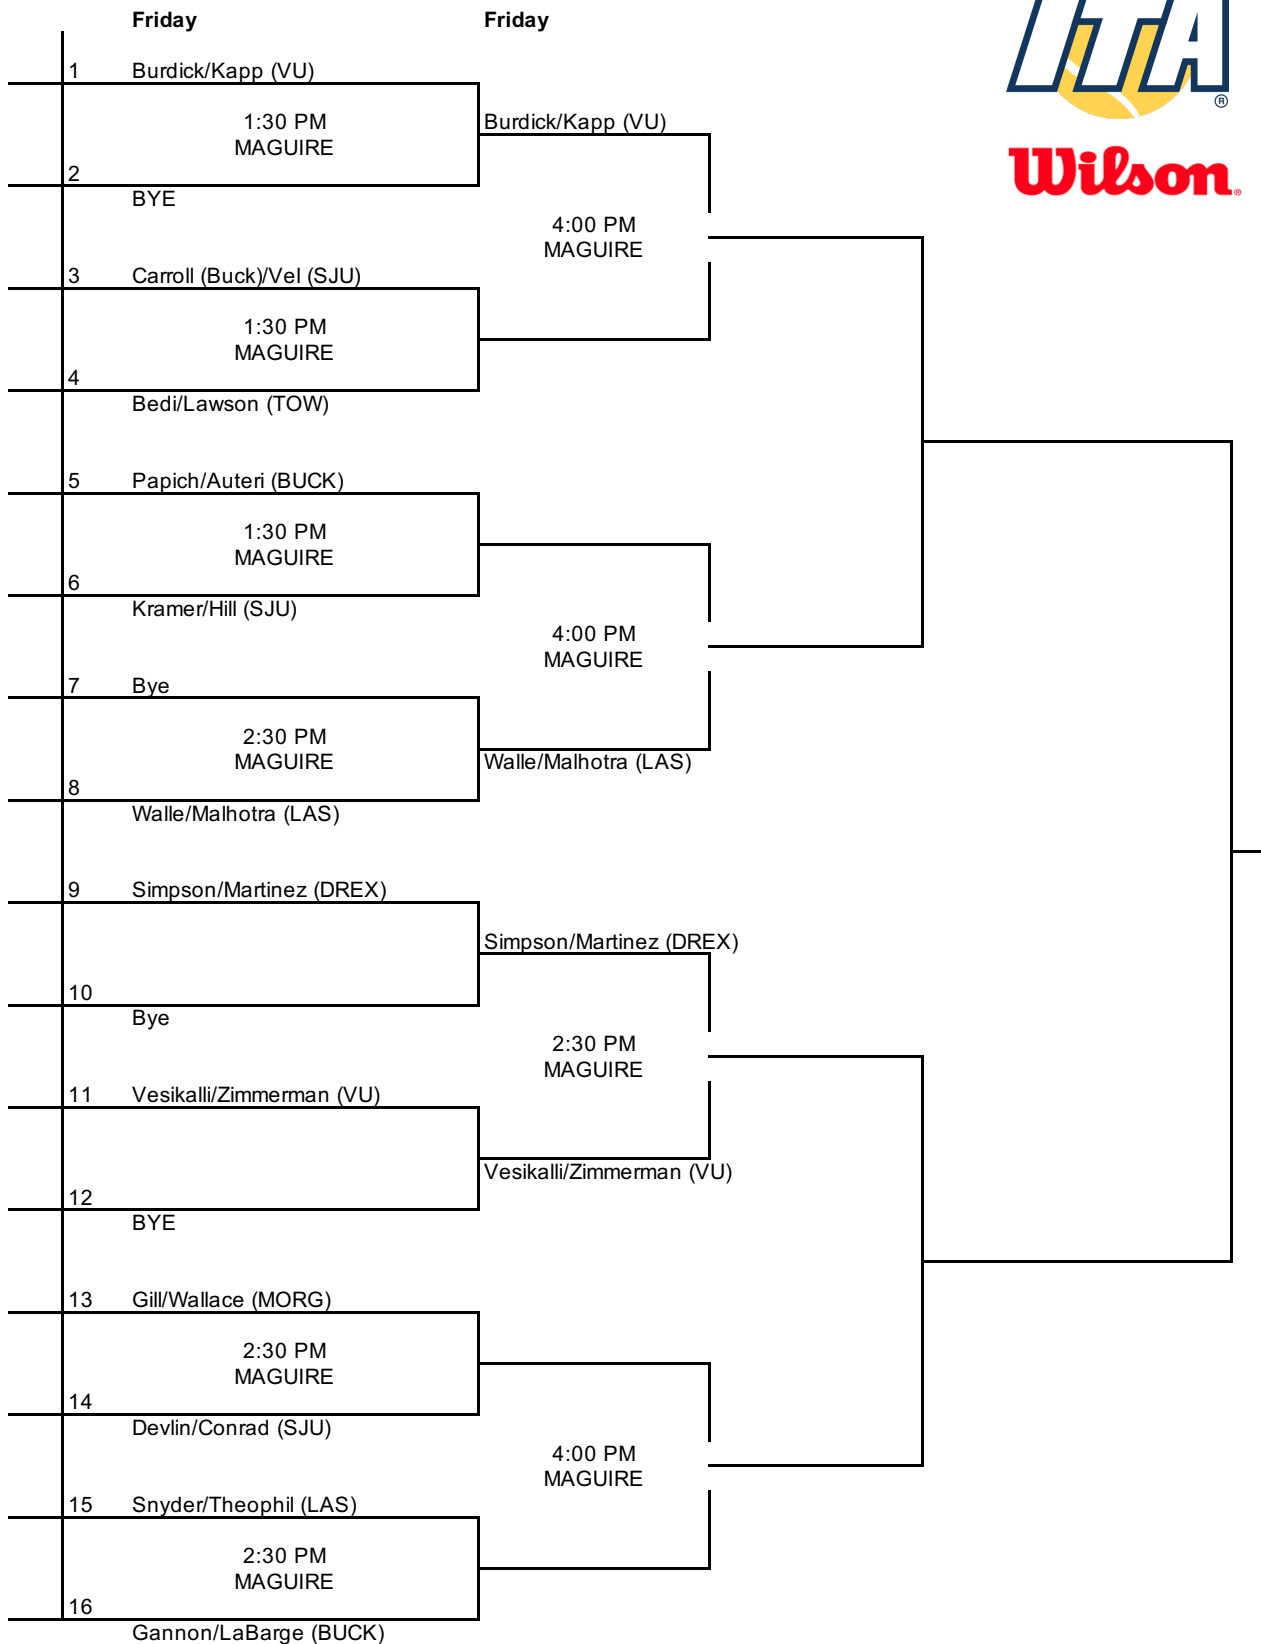 Friday
Friday
ITA
®
Wilson
1 Burdick/Kapp (VU)
1:30 PM
MAGUIRE
Burdick/Kapp (VU)
2
BYE
4:00 PM
MAGUIRE
3 Carroll (Buck)/Vel (SJU)
1:30 PM
MAGUIRE
4
Bedi/Lawson (TOW)
5 Papich/Auteri (BUCK)
1:30 PM
MAGUIRE
6
Kramer/Hill (SJU)
4:00 PM
MAGUIRE
7 Bye
2:30 PM
MAGUIRE
Walle/Malhotra (LAS)
8
Walle/Malhotra (LAS)
9 Simpson/Martinez (DREX)
Simpson/Martinez (DREX)
10
Bye
2:30 PM
MAGUIRE
11 Vesikalli/Zimmerman (VU)
Vesikalli/Zimmerman (VU)
12
BYE
13 Gill/Wallace (MORG)
2:30 PM
MAGUIRE
14
Devlin/Conrad (SJU)
4:00 PM
MAGUIRE
15 Snyder/Theophil (LAS)
2:30 PM
MAGUIRE
16
Gannon/LaBarge (BUCK)